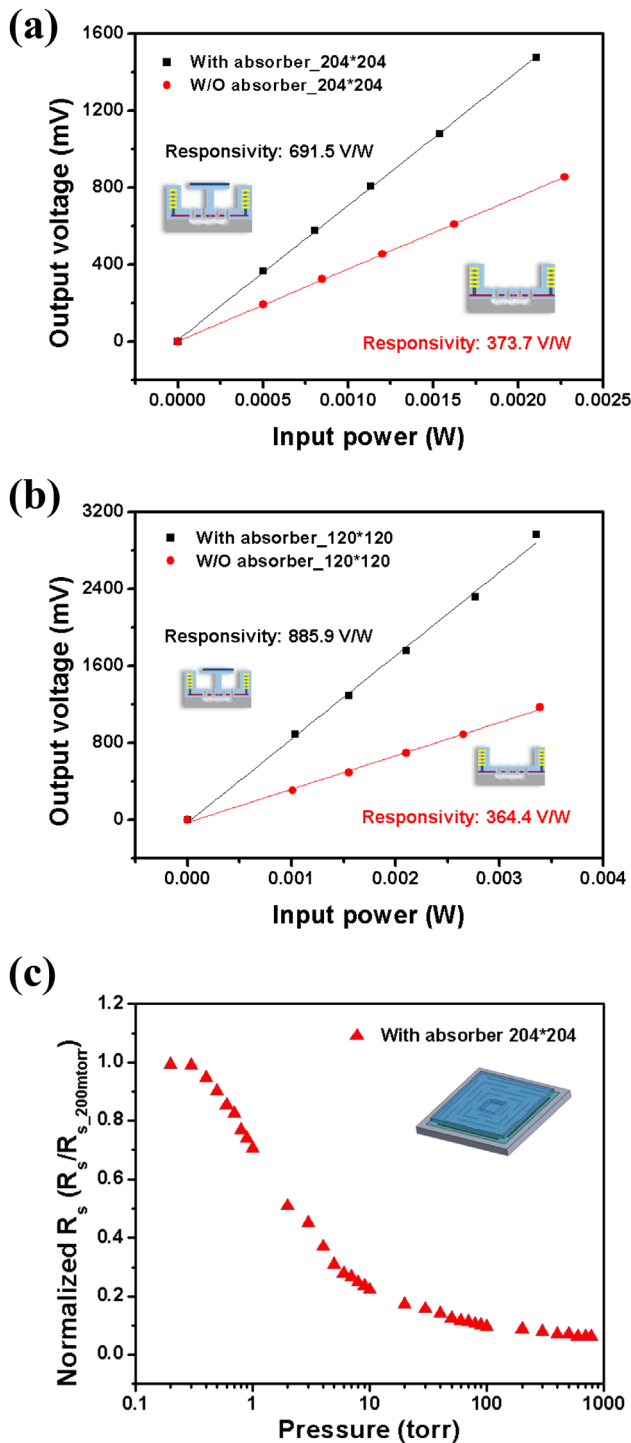 (a)
1600
1200
800
400
0
Output voltage (mV)
With absorber_204*204
W/O absorber_204*204
Responsivity: 691.5 V/W
Responsivity: 373.7 V/W
0.0000 0.0005 0.0010 0.0015 0.0020 0.0025
Input power (W)
(b)
3200
2400
1600
800
0
Output voltage (mV)
With absorber_120*120
W/O absorber_120*120
Responsivity: 885.9 V/W
Responsivity: 364.4 V/W
0.000 0.001 0.002 0.003 0.004
Input power (W)
(c)
1.2
1.0
0.8
0.6
0.4
0.2
0.0
Normalized Rs (Rs/Rs_200mtorr)
With absorber 204*204
0.1 1 10 100 1000
Pressure (torr)